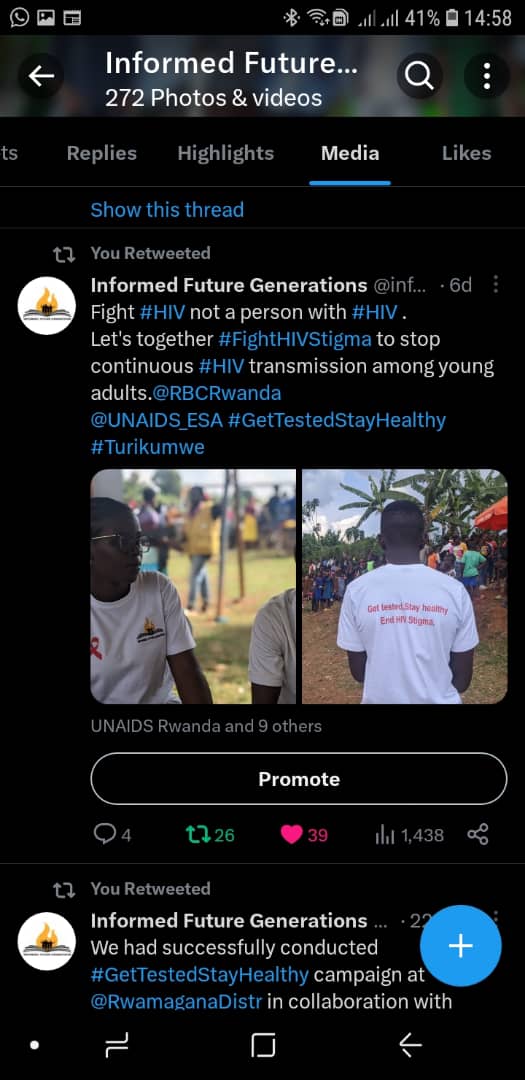 41% 14:58
Informed Future...
272 Photos & videos
ts Replies Highlights Media Likes
Show this thread
You Retweeted
Informed Future Generations @inf... · 6d
Fight #HIV not a person with #HIV .
Let's together #FightHIVStigma to stop
continuous #HIV transmission among young
adults.@RBCRwanda
@UNAIDS_ESA #GetTestedStayHealthy
#Turikumwe
Got tested,Stay healthy
End HIV Stigma.
UNAIDS Rwanda and 9 others
Promote
4 26 39 1,438
You Retweeted
Informed Future Generations ... · 22
We had successfully conducted
#GetTestedStayHealthy campaign at
@RwamaganaDistr in collaboration with